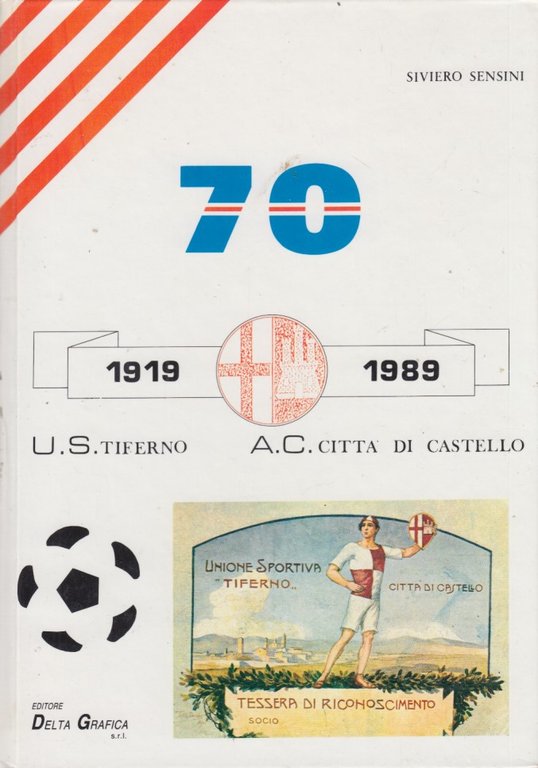 SIVIERO SENSINI
70
1919 1989
U.S. TIFERNO A.C. CITTA' DI CASTELLO
UNIONE SPORTIVA
"TIFERNO"
CITTÀ DI CASTELLO
TESSERA DI RICONOSCIMENTO
SOCIO
EDITORE
DELTA GRAFICA
s.r.l.